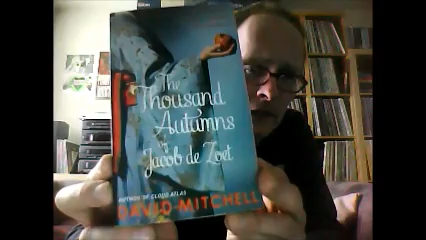 The
Thousand
Autumns
of
Jacob de Zoet
AUTHOR OF CLOUD ATLAS
DAVID MITCHELL